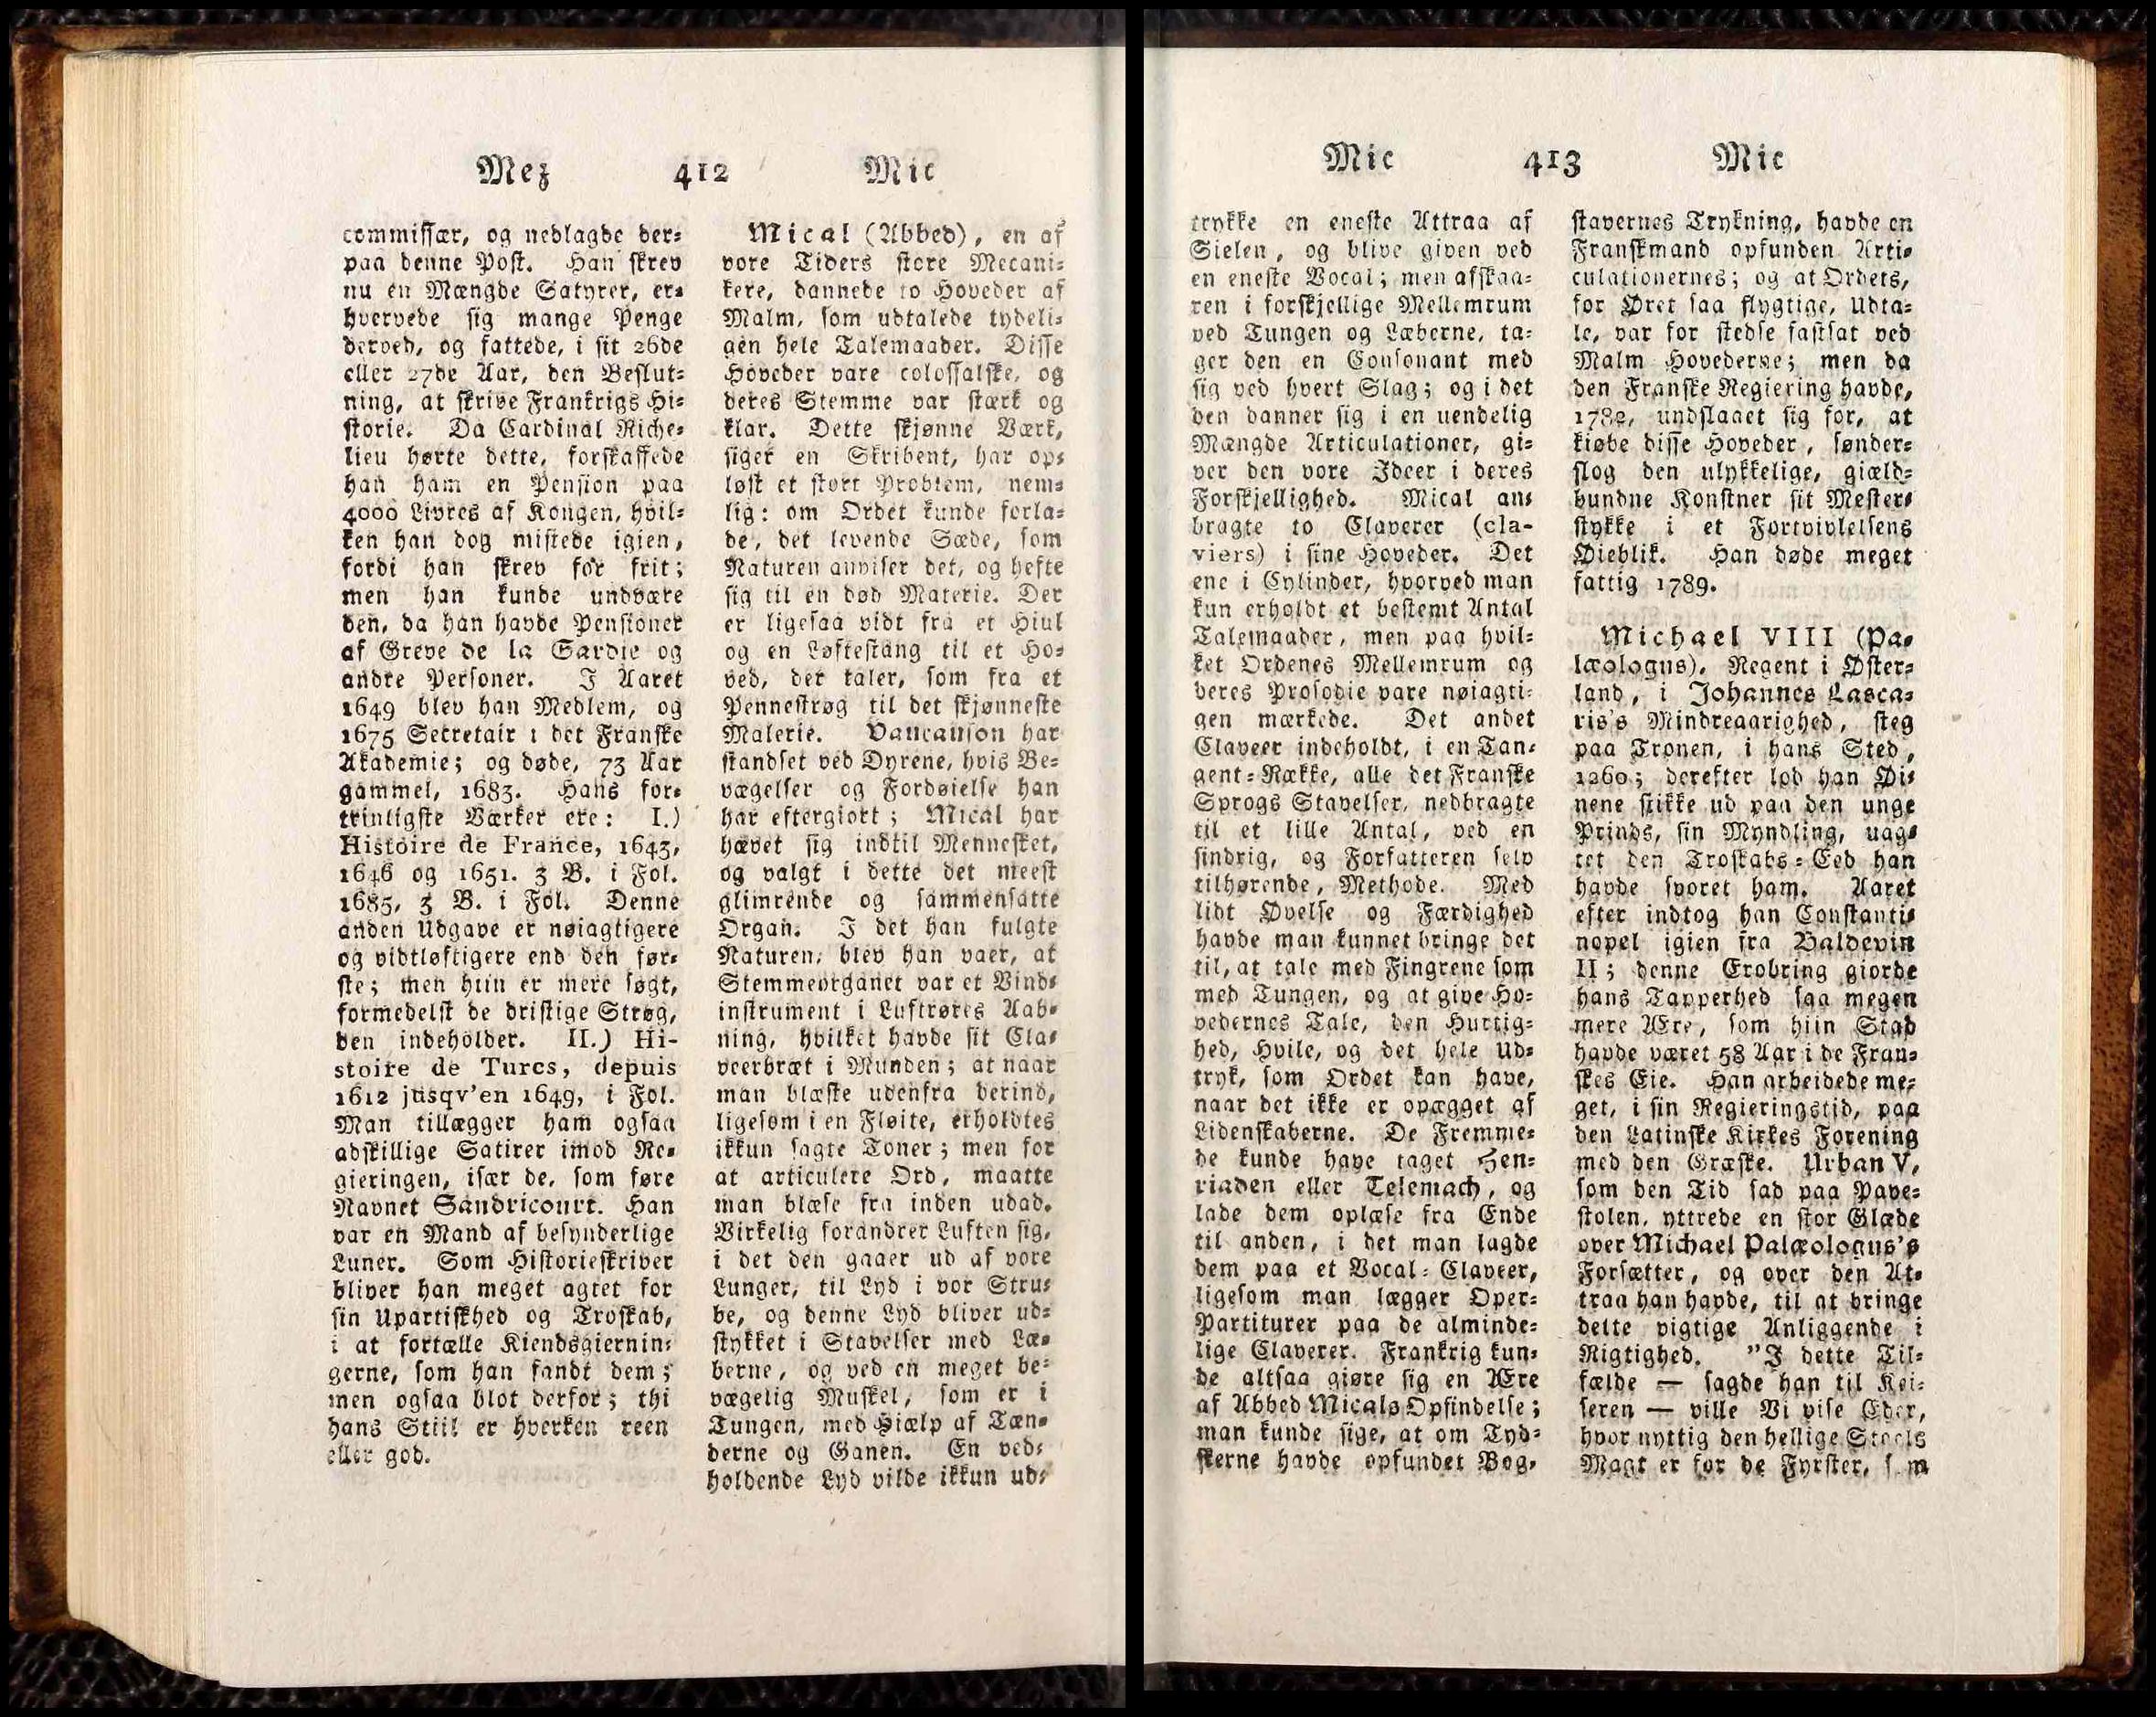 Mez 412 Mic
commissær, og nedlagde der=
paa denne Post. Han skrev
nu en Mængde Satyrer, er=
hvervede sig mange Penge
derved, og fattede, i sit 26de
eller 27de Aar, den Beslut=
ning, at skrive Frankrigs Hi=
storie. Da Cardinal Riche=
lieu hørte dette, forskaffede
han ham en Pension paa
4000 Livres af Kongen, hvil=
ken han dog mistede igien,
fordi han skrev for frit;
men han kunde undvære
den, da han havde Pensioner
af Greve de la Gardie og
andre Personer. I Aaret
1649 blev han Medlem, og
1675 Secretair i det Franske
Akademie; og døde, 73 Aar
gammel, 1683. Hans for=
trinligste Værker ere: I.)
Histoire de France, 1643,
1646 og 1651. 3 B. i Fol.
1685, 3 B. i Fol. Denne
anden Udgave er nøiagtigere
og vidtløftigere end den før=
ste; men hiin er mere søgt,
formedelst de dristige Strøg,
den indeholder. II.) Hi-
stoire de Turcs, depuis
1612 jusqv'en 1649, i Fol.
Man tillægger ham ogsaa
adskillige Satirer imod Re=
gieringen, især de, som føre
Navnet Sandricourt. Han
var en Mand af besynderlige
Luner. Som Historieskriver
bliver han meget agtet for
sin Upartiskhed og Troskab,
i at fortælle Kiendsgiernin=
gerne, som han fandt dem;
men ogsaa blot derfor; thi
hans Stiil er hverken reen
eller god.
Mical (Abbed), en af
vore Tiders store Mecani=
kere, dannede to Hoveder af
Malm, som udtalede tydeli=
gen hele Talemaader. Disse
Hoveder vare colossalske, og
deres Stemme var stærk og
klar. Dette skjønne Værk,
siger en Skribent, har op=
løst et stort Problem, nem=
lig: om Ordet kunde forla=
de, det levende Sæde, som
Naturen anviser det, og hefte
sig til en død Materie. Der
er ligesaa vidt fra et Hiul
og en Løftestang til et Ho=
ved, der taler, som fra et
Pennestrøg til det skjønneste
Malerie. Vaucanson har
standset ved Dyrene, hvis Be=
vægelser og Fordøielse han
har eftergiort; Mical har
hævet sig indtil Mennesket,
og valgt i dette det meest
glimrende og sammensatte
Organ. I det han fulgte
Naturen, blev han vaer, at
Stemmeorganet var et Vind=
instrument i Luftrørets Aab=
ning, hvilket havde sit Cla=
veerbræt i Munden; at naar
man blæste udenfra derind,
ligesom i en Fløite, erholdtes
ikkun sagte Toner; men for
at articulere Ord, maatte
man blæse fra inden udad.
Virkelig forandrer Luften sig,
i det den gaaer ud af vore
Lunger, til Lyd i vor Stru=
be, og denne Lyd bliver ud=
stykket i Stavelser med Læ=
berne, og ved en meget be=
vægelig Muskel, som er i
Tungen, med Hiælp af Tæn=
derne og Ganen. En ved=
holdende Lyd vilde ikkun ud=
Mic 413 Mic
trykke en eneste Attraa af
Sielen, og blive given ved
en eneste Vocal; men afskaa=
ren i forskjellige Mellemrum
ved Tungen og Læberne, ta=
ger den en Consonant med
sig ved hvert Slag; og i det
den danner sig i en uendelig
Mængde Articulationer, gi=
ver den vore Ideer i deres
Forskjellighed. Mical an=
bragte to Claverer (cla-
viers) i sine Hoveder. Det
ene i Cylinder, hvorved man
kun erholdt et bestemt Antal
Talemaader, men paa hvil=
ket Ordenes Mellemrum og
deres Prosodie vare nøiagti=
gen mærkede. Det andet
Claveer indeholdt, i en Tan=
gent=Række, alle det Franske
Sprogs Stavelser, nedbragte
til et lille Antal, ved en
sindrig, og Forfatteren selv
tilhørende, Methode. Med
lidt Øvelse og Færdighed
havde man kunnet bringe det
til, at tale med Fingrene som
med Tungen, og at give Ho=
vedernes Tale, den Hurtig=
hed, Hvile, og det hele Ud=
tryk, som Ordet kan have,
naar det ikke er opægget af
Lidenskaberne. De Fremme=
de kunde have taget Hen=
riaden eller Telemach, og
lade dem oplæse fra Ende
til anden, i det man lagde
dem paa et Vocal=Claveer,
ligesom man lægger Oper=
Partiturer paa de alminde=
lige Claverer. Frankrig kun=
de altsaa giøre sig en Ære
af Abbed Micals Opfindelse;
man kunde sige, at om Tyd=
skerne havde opfundet Bog=
stavernes Trykning, havde en
Franskmand opfunden Arti=
culationernes; og at Ordets,
for Øret saa flygtige, Udta=
le, var for stedse fastsat ved
Malm Hovederne; men da
den Franske Regiering havde,
1782, undslaaet sig for, at
kiøbe disse Hoveder, sønder=
slog den ulykkelige, giæld=
bundne Konstner sit Mester=
stykke i et Fortvivlelsens
Øieblik. Han døde meget
fattig 1789.
Michael VIII (Pa=
læologus), Regent i Øster=
land, i Johannes Lasca=
ris's Mindreaarighed, steg
paa Tronen, i hans Sted,
1260; derefter lod han Øi=
nene stikke ud paa den unge
Prinds, sin Myndling, uag=
tet den Troskabs=Eed han
havde svoret ham. Aaret
efter indtog han Constanti=
nopel igien fra Baldevin
II; denne Erobring giorde
hans Tapperhed saa megen
mere Ære, som hiin Stad
havde været 58 Aar i de Fran=
skes Eie. Han arbeidede me=
get, i sin Regieringstid, paa
den Latinske Kirkes Forening
med den Græske. Urban V,
som den Tid sad paa Pave=
stolen, yttrede en stor Glæde
over Michael Palæologus's
Forsætter, og over den At=
traa han havde, til at bringe
dette vigtige Anliggende i
Rigtighed. "I dette Til=
fælde — sagde han til Kei=
seren — ville Vi vise Eder,
hvor nyttig den hellige Stools
Magt er for de Fyrster, som